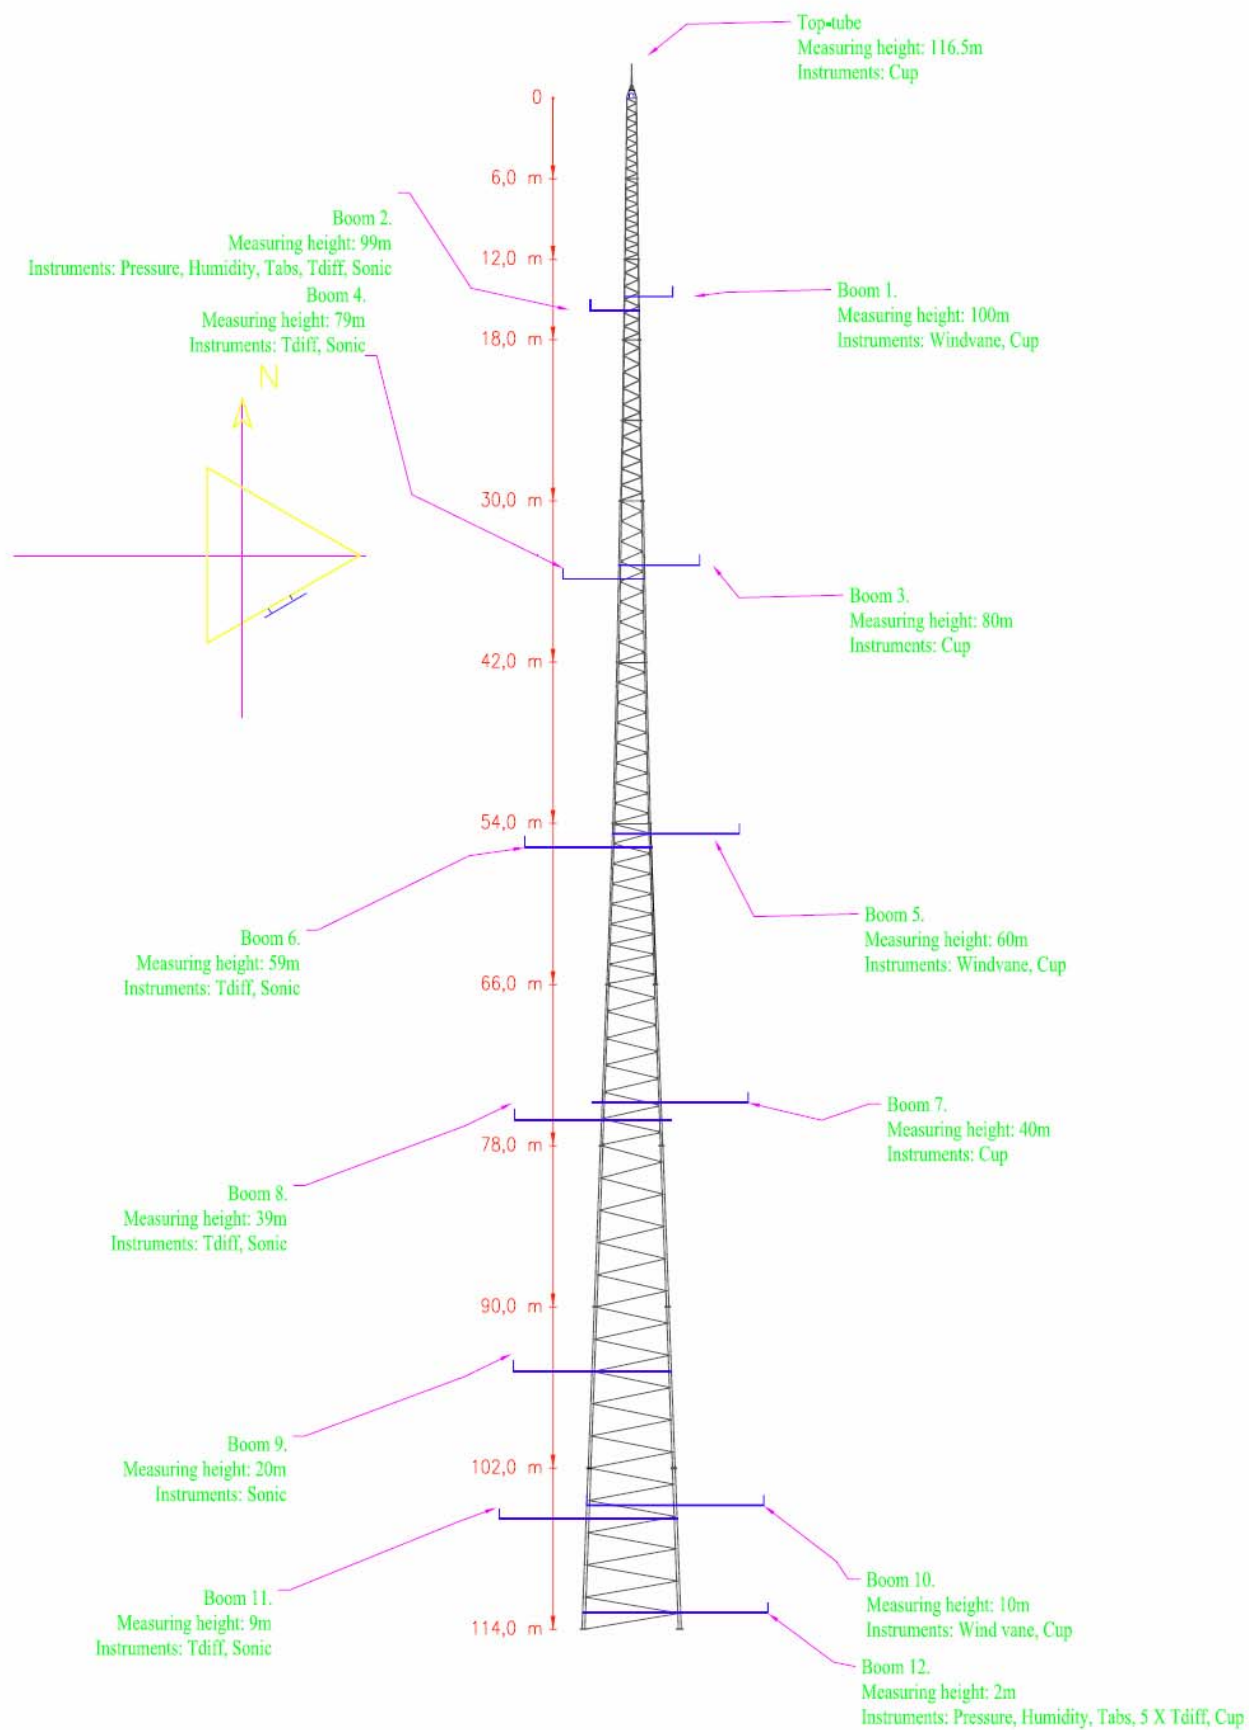 Top-tube
Measuring height: 116.5m
Instruments: Cup
0
6,0 m
Boom 2.
Measuring height: 99m
Instruments: Pressure, Humidity, Tabs, Tdiff, Sonic
12,0 m
Boom 1.
Measuring height: 100m
Instruments: Windvane, Cup
Boom 4.
Measuring height: 79m
Instruments: Tdiff, Sonic
18,0 m
N
30,0 m
Boom 3.
Measuring height: 80m
Instruments: Cup
42,0 m
54,0 m
Boom 5.
Measuring height: 60m
Instruments: Windvane, Cup
Boom 6.
Measuring height: 59m
Instruments: Tdiff, Sonic
66,0 m
Boom 7.
Measuring height: 40m
Instruments: Cup
78,0 m
Boom 8.
Measuring height: 39m
Instruments: Tdiff, Sonic
90,0 m
Boom 9.
Measuring height: 20m
Instruments: Sonic
102,0 m
Boom 10.
Measuring height: 10m
Instruments: Wind vane, Cup
Boom 11.
Measuring height: 9m
Instruments: Tdiff, Sonic
114,0 m
Boom 12.
Measuring height: 2m
Instruments: Pressure, Humidity, Tabs, 5 X Tdiff, Cup